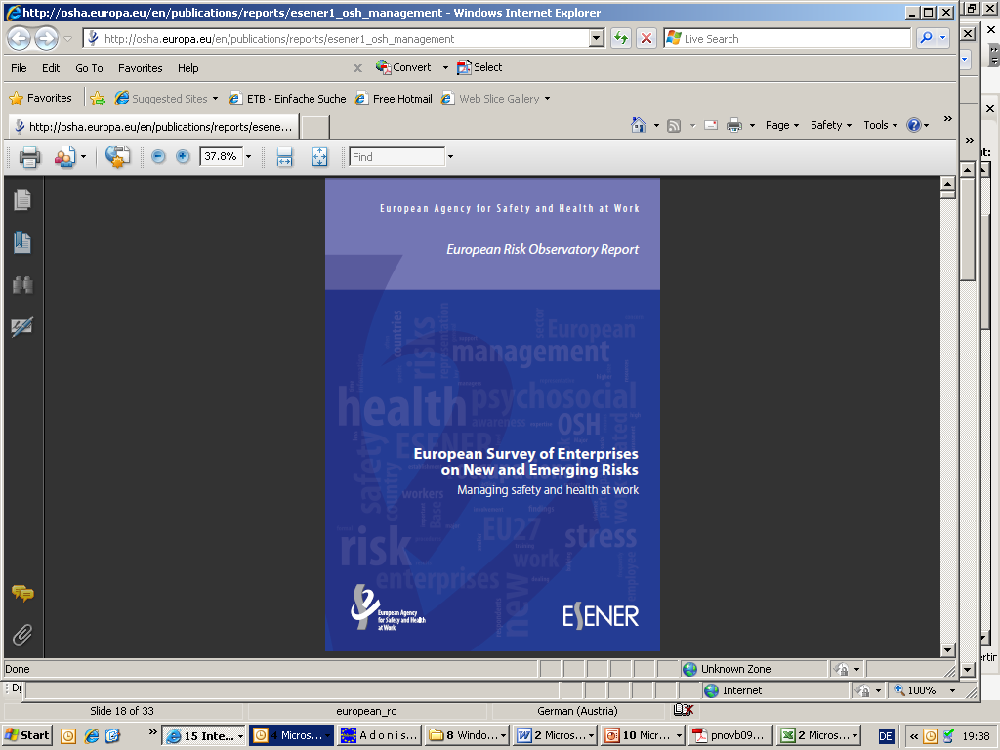 http://osha.europa.eu/en/publications/reports/esener1_osh_management - Windows Internet Explorer
http://osha.europa.eu/en/publications/reports/esener1_osh_management
Live Search
File Edit Go To Favorites Help
x Convert Select
Favorites Suggested Sites ETB - Einfache Suche Free Hotmail Web Slice Gallery
http://osha.europa.eu/en/publications/reports/esene...
Page Safety Tools
37.8% Find
t:
European Agency for Safety and Health at Work
European Risk Observatory Report
countries
risks
representation
sector
European
management
health
psychosocial
awareness
OSH
ESENER
safety
country
European Survey of Enterprises
on New and Emerging Risks
Managing safety and health at work
workers
Base
findings
EU27
stress
risk
work
enterprises
new
employee
European Agency
for Safety and Health
at Work
ESENER
Done
Unknown Zone
Internet
100%
Slide 18 of 33
european_ro
German (Austria)
Start
15 Inte...
4 Micros...
A d o n i s...
8 Window...
2 Micros...
10 Micros...
pnovb09...
2 Micros...
DE
19:38